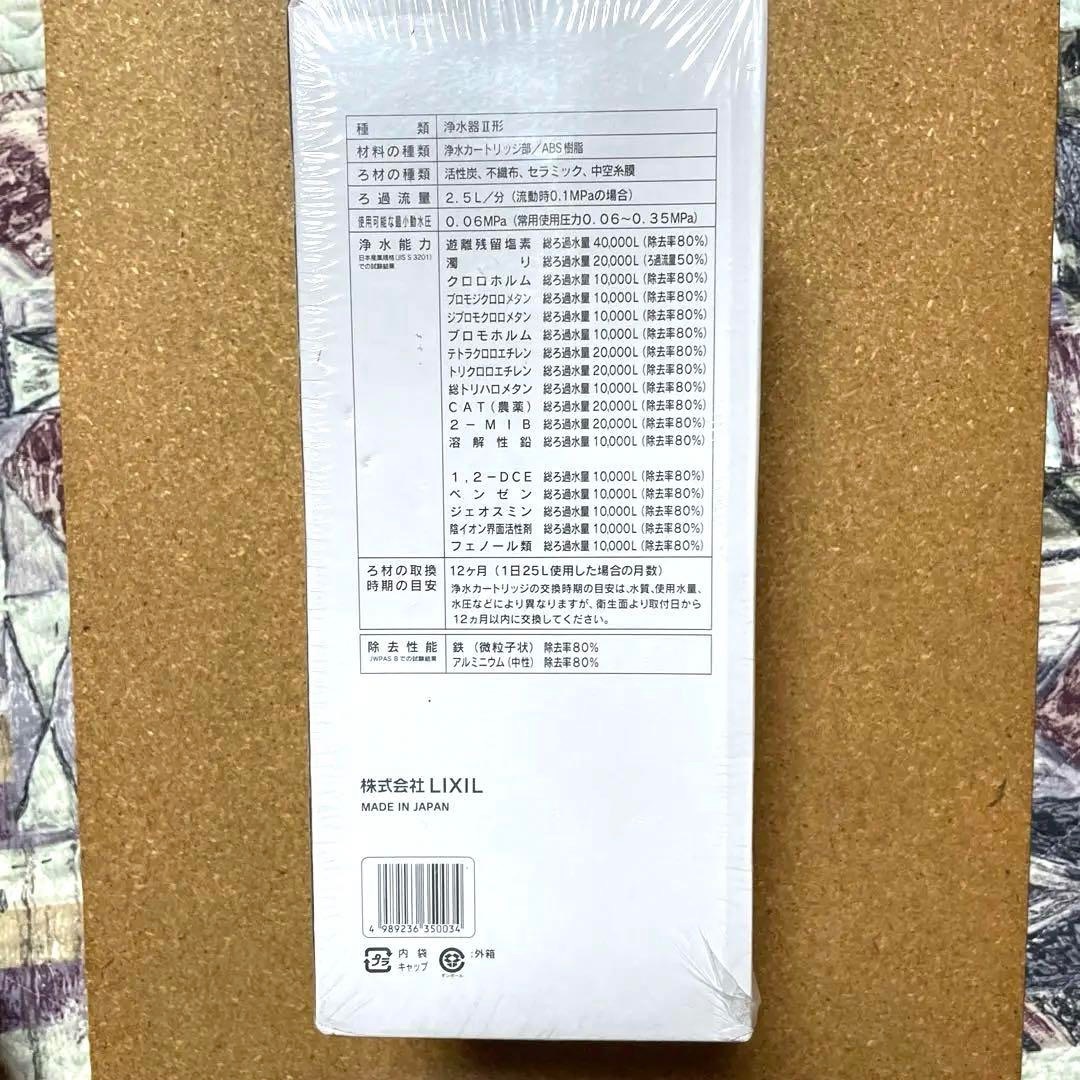 種類 浄水器Ⅱ形
材料の種類 浄水カートリッジ部／ABS樹脂
ろ材の種類 活性炭、不織布、セラミック、中空糸膜
ろ過流量 2.5L／分（流動時0.1MPaの場合）
使用可能な最小動水圧 0.06MPa（常用使用圧力0.06〜0.35MPa）
浄水能力 遊離残留塩素 総ろ過水量 40,000L（除去率80%）
日本産業規格（JIS S 3201）
での試験結果
濁り 総ろ過水量 20,000L（ろ過流量50%）
クロロホルム 総ろ過水量 10,000L（除去率80%）
ブロモジクロロメタン 総ろ過水量 10,000L（除去率80%）
ジブロモクロロメタン 総ろ過水量 10,000L（除去率80%）
ブロモホルム 総ろ過水量 10,000L（除去率80%）
テトラクロロエチレン 総ろ過水量 20,000L（除去率80%）
トリクロロエチレン 総ろ過水量 20,000L（除去率80%）
総トリハロメタン 総ろ過水量 10,000L（除去率80%）
CAT（農薬） 総ろ過水量 20,000L（除去率80%）
2－MIB 総ろ過水量 20,000L（除去率80%）
溶解性鉛 総ろ過水量 10,000L（除去率80%）
1,2－DCE 総ろ過水量 10,000L（除去率80%）
ベンゼン 総ろ過水量 10,000L（除去率80%）
ジェオスミン 総ろ過水量 10,000L（除去率80%）
陰イオン界面活性剤 総ろ過水量 10,000L（除去率80%）
フェノール類 総ろ過水量 10,000L（除去率80%）
ろ材の取換 12ヶ月（1日25L使用した場合の月数）
時期の目安 浄水カートリッジの交換時期の目安は、水質、使用水量、
水圧などにより異なりますが、衛生面より取付日から
12ヵ月以内に交換してください。
除去性能 鉄（微粒子状） 除去率80%
JWPAS B での試験結果 アルミニウム（中性） 除去率80%
株式会社LIXIL
MADE IN JAPAN
4 989236 350034
プラ 内袋 キャップ
ダンボール :外箱